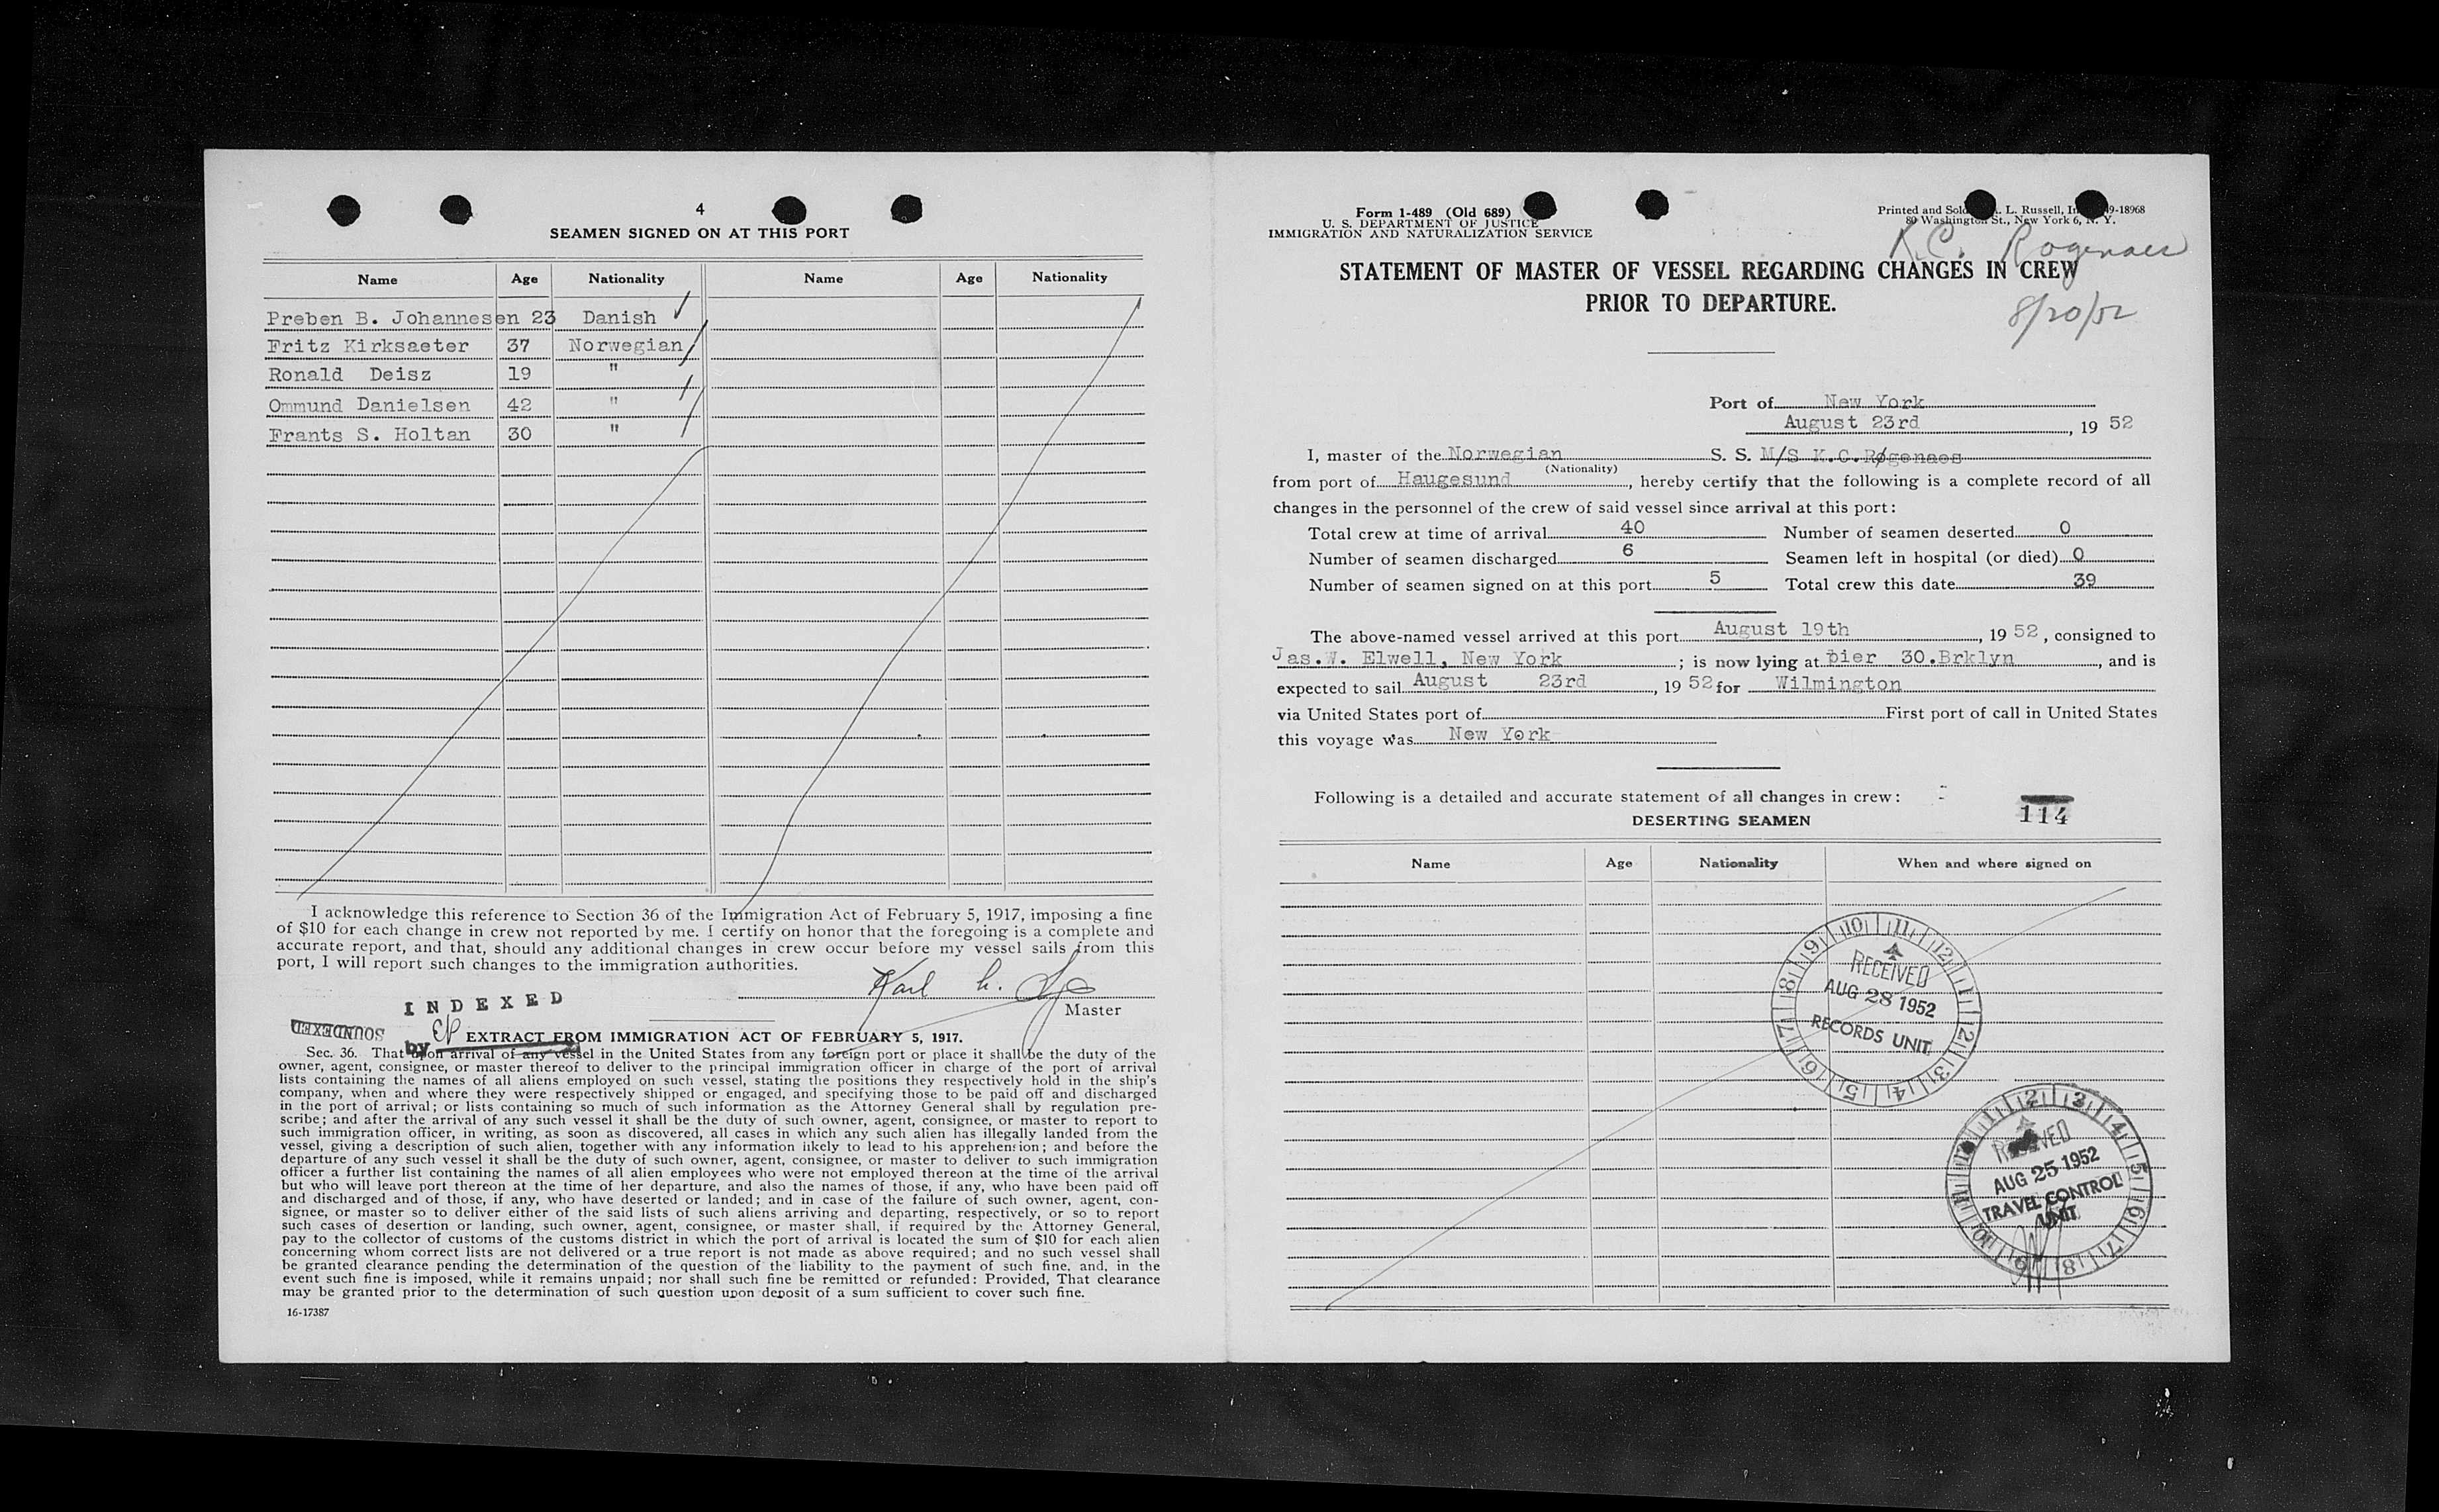 4
SEAMEN SIGNED ON AT THIS PORT
Name Age Nationality Name Age Nationality
Preben B. Johannesen 23 Danish
Fritz Kirksaeter 37 Norwegian
Ronald Deisz 19 "
Ommund Danielsen 42 "
Frants S. Holtan 30 "
I acknowledge this reference to Section 36 of the Immigration Act of February 5, 1917, imposing a fine
of $10 for each change in crew not reported by me. I certify on honor that the foregoing is a complete and
accurate report, and that, should any additional changes in crew occur before my vessel sails from this
port, I will report such changes to the immigration authorities.
Karl h.
Master
INDEXED
SOUNDEXED
by
EXTRACT FROM IMMIGRATION ACT OF FEBRUARY 5, 1917.
Sec. 36. That upon arrival of any vessel in the United States from any foreign port or place it shall be the duty of the
owner, agent, consignee, or master thereof to deliver to the principal immigration officer in charge of the port of arrival
lists containing the names of all aliens employed on such vessel, stating the positions they respectively hold in the ship's
company, when and where they were respectively shipped or engaged, and specifying those to be paid off and discharged
in the port of arrival; or lists containing so much of such information as the Attorney General shall by regulation pre-
scribe; and after the arrival of any such vessel it shall be the duty of such owner, agent, consignee, or master to report to
such immigration officer, in writing, as soon as discovered, all cases in which any such alien has illegally landed from the
vessel, giving a description of such alien, together with any information likely to lead to his apprehension; and before the
departure of any such vessel it shall be the duty of such owner, agent, consignee, or master to deliver to such immigration
officer a further list containing the names of all alien employees who were not employed thereon at the time of the arrival
but who will leave port thereon at the time of her departure, and also the names of those, if any, who have been paid off
and discharged and of those, if any, who have deserted or landed; and in case of the failure of such owner, agent, con-
signee, or master so to deliver either of the said lists of such aliens arriving and departing, respectively, or so to report
such cases of desertion or landing, such owner, agent, consignee, or master shall, if required by the Attorney General,
pay to the collector of customs of the customs district in which the port of arrival is located the sum of $10 for each alien
concerning whom correct lists are not delivered or a true report is not made as above required; and no such vessel shall
be granted clearance pending the determination of the question of the liability to the payment of such fine, and, in the
event such fine is imposed, while it remains unpaid; nor shall such fine be remitted or refunded: Provided, That clearance
may be granted prior to the determination of such question upon deposit of a sum sufficient to cover such fine.
16-17387
Form 1-489 (Old 689)
U. S. DEPARTMENT OF JUSTICE
IMMIGRATION AND NATURALIZATION SERVICE
Printed and Sold L. Russell, 9-18968
80 Washington St., New York 6, N. Y.
K.C. Rogenaes
STATEMENT OF MASTER OF VESSEL REGARDING CHANGES IN CREW
PRIOR TO DEPARTURE.
8/20/52
Port of New York
August 23rd, 19 52
I, master of the Norwegian S. S. M/S K.C.Røgenaes
(Nationality)
from port of Haugesund, hereby certify that the following is a complete record of all
changes in the personnel of the crew of said vessel since arrival at this port:
Total crew at time of arrival 40 Number of seamen deserted 0
Number of seamen discharged 6 Seamen left in hospital (or died) 0
Number of seamen signed on at this port 5 Total crew this date 39
The above-named vessel arrived at this port August 19th, 19 52, consigned to
Jas.W. Elwell, New York; is now lying at pier 30.Brklyn, and is
expected to sail August 23rd, 19 52 for Wilmington
via United States port of First port of call in United States
this voyage was New York
Following is a detailed and accurate statement of all changes in crew:
114
DESERTING SEAMEN
Name Age Nationality When and where signed on
10 11 12 1 2 3 4 5 6 7 8 9
RECEIVED
AUG 28 1952
RECORDS UNIT
1 2 3 4 5 6 7 8 9 10 11 12
RECEIVED
AUG 25 1952
TRAVEL CONTROL
UNIT